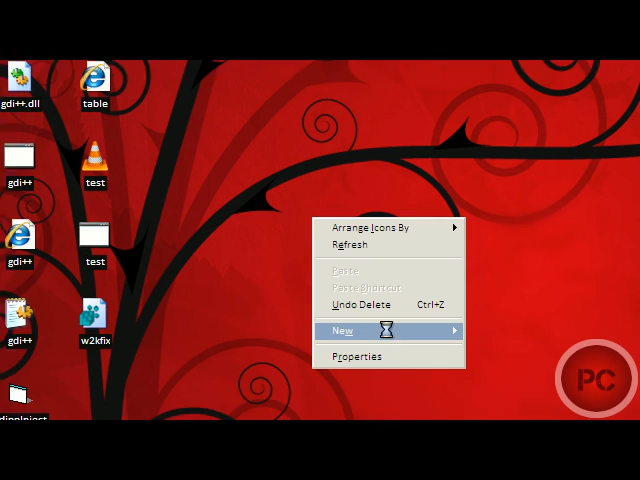 gdi++.dll
table
gdi++
test
gdi++
test
gdi++
w2kfix
Arrange Icons By
Refresh
Paste
Paste Shortcut
Undo Delete Ctrl+Z
New
Properties
PC